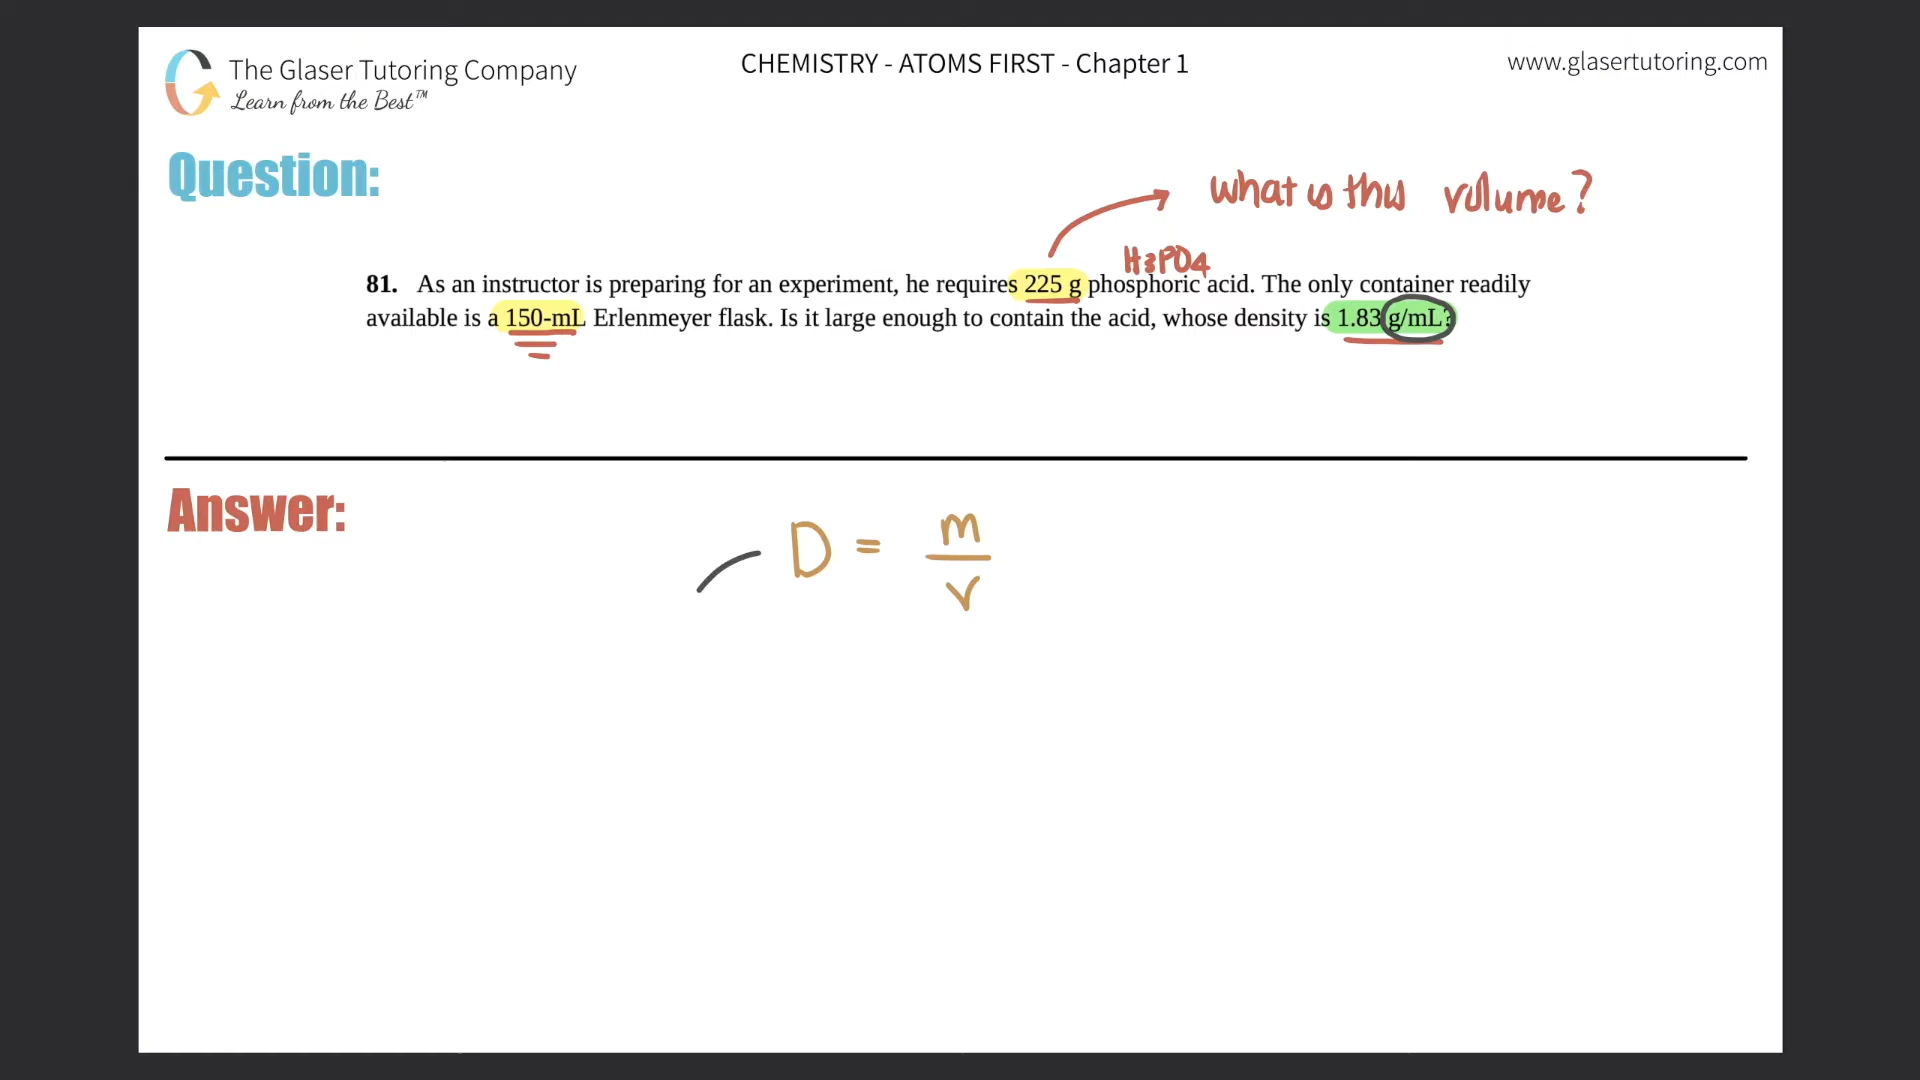 The Glaser Tutoring Company
Learn from the Best™
CHEMISTRY - ATOMS FIRST - Chapter 1
www.glasertutoring.com
Question:
What is this volume?
H3PO4
81. As an instructor is preparing for an experiment, he requires 225 g phosphoric acid. The only container readily
available is a 150-mL Erlenmeyer flask. Is it large enough to contain the acid, whose density is 1.83 g/mL?
Answer:
D = m
v